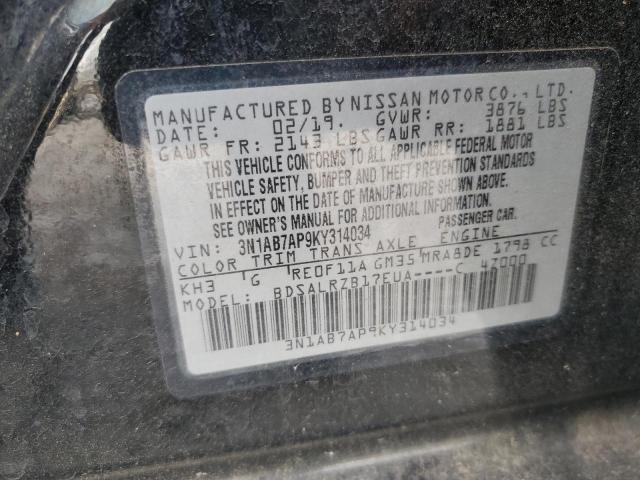 MANUFACTURED BY NISSAN MOTOR CO., LTD.
DATE: 02/19. GVWR: 3876 LBS
GAWR FR: 2143 LBS GAWR RR: 1881 LBS
THIS VEHICLE CONFORMS TO ALL APPLICABLE FEDERAL MOTOR
VEHICLE SAFETY, BUMPER AND THEFT PREVENTION STANDARDS
IN EFFECT ON THE DATE OF MANUFACTURE SHOWN ABOVE.
SEE OWNER'S MANUAL FOR ADDITIONAL INFORMATION.
VIN: 3N1AB7AP9KY314034 PASSENGER CAR.
COLOR TRIM TRANS AXLE ENGINE
KH3 G RE0F11A GM35 MRA8DE 1798 CC
MODEL: BDSALRZB17EUA----C 47000
3N1AB7AP9KY314034